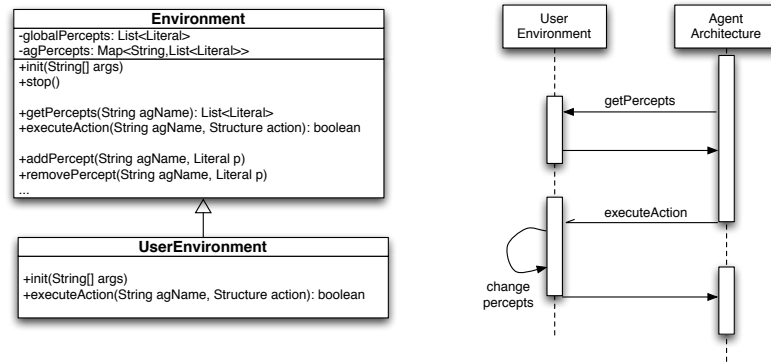 Environment
-globalPercepts: List<Literal>
-agPercepts: Map<String,List<Literal>>
+init(String[] args)
+stop()
+getPercepts(String agName): List<Literal>
+executeAction(String agName, Structure action): boolean
+addPercept(String agName, Literal p)
+removePercept(String agName, Literal p)
...
UserEnvironment
+init(String[] args)
+executeAction(String agName, Structure action): boolean
User
Environment
Agent
Architecture
getPercepts
executeAction
change
percepts